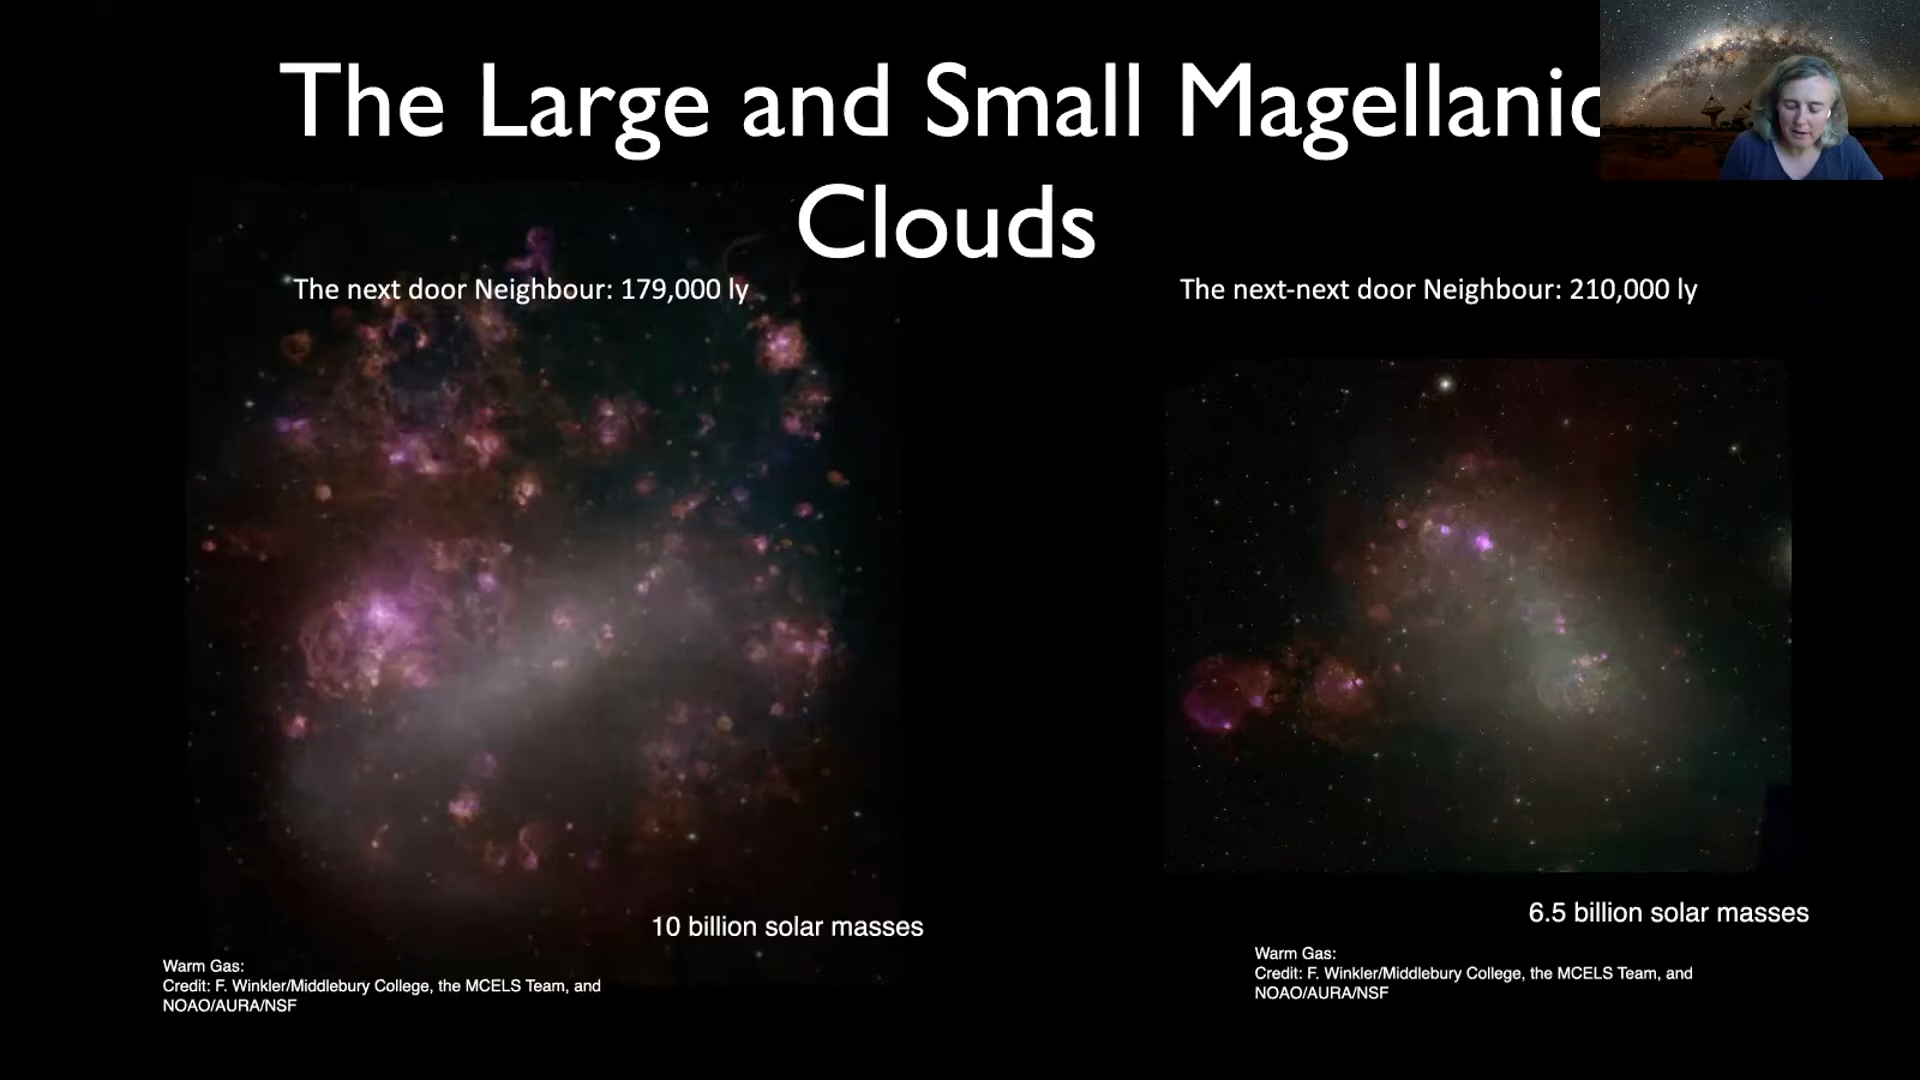 The Large and Small Magellanic
Clouds
The next door Neighbour: 179,000 ly
The next-next door Neighbour: 210,000 ly
10 billion solar masses
6.5 billion solar masses
Warm Gas:
Credit: F. Winkler/Middlebury College, the MCELS Team, and
NOAO/AURA/NSF
Warm Gas:
Credit: F. Winkler/Middlebury College, the MCELS Team, and
NOAO/AURA/NSF